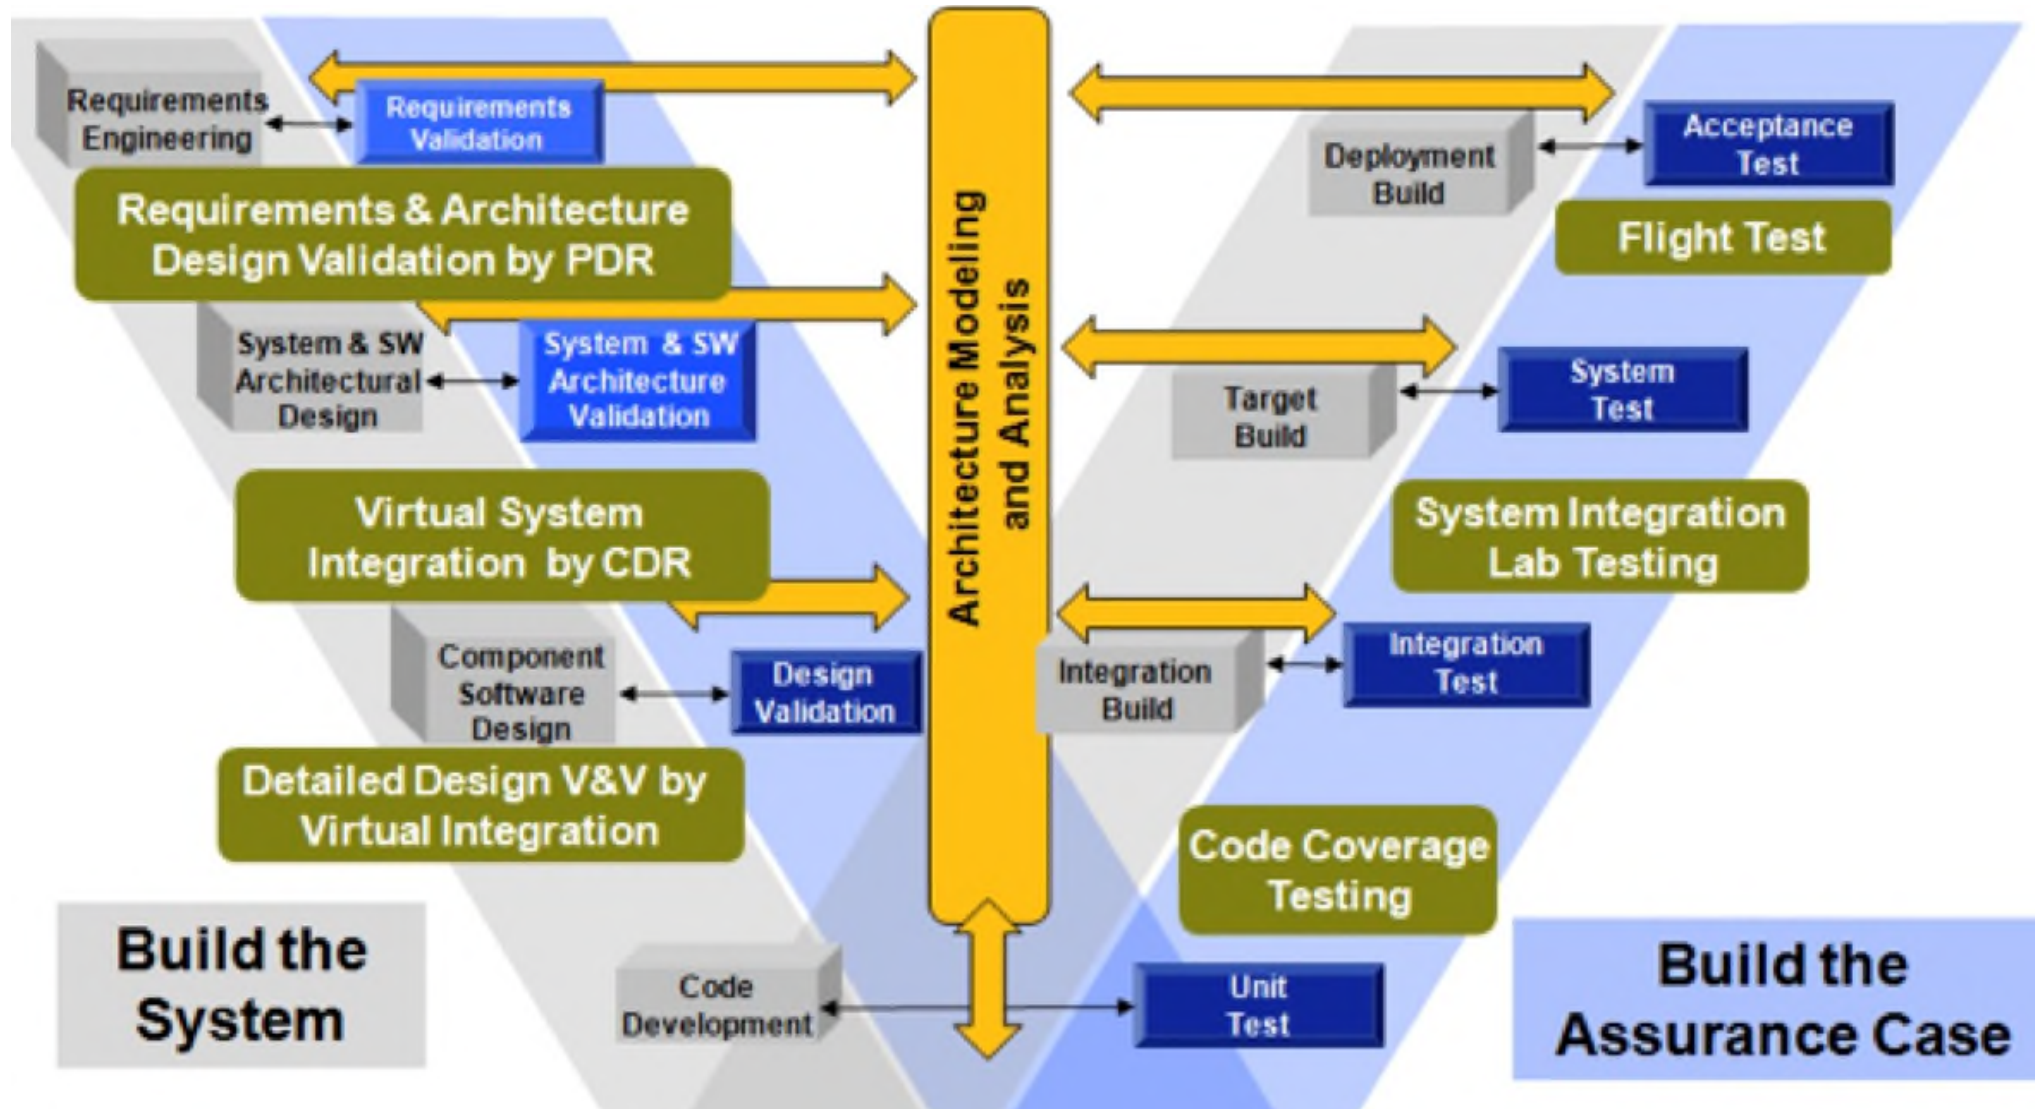 Requirements
Engineering
Requirements
Validation
Requirements & Architecture
Design Validation by PDR
System & SW
Architectural
Design
System & SW
Architecture
Validation
Virtual System
Integration by CDR
Component
Software
Design
Design
Validation
Detailed Design V&V by
Virtual Integration
Build the
System
Code
Development
Architecture Modeling
and Analysis
Deployment
Build
Acceptance
Test
Flight Test
Target
Build
System
Test
System Integration
Lab Testing
Integration
Build
Integration
Test
Code Coverage
Testing
Unit
Test
Build the
Assurance Case